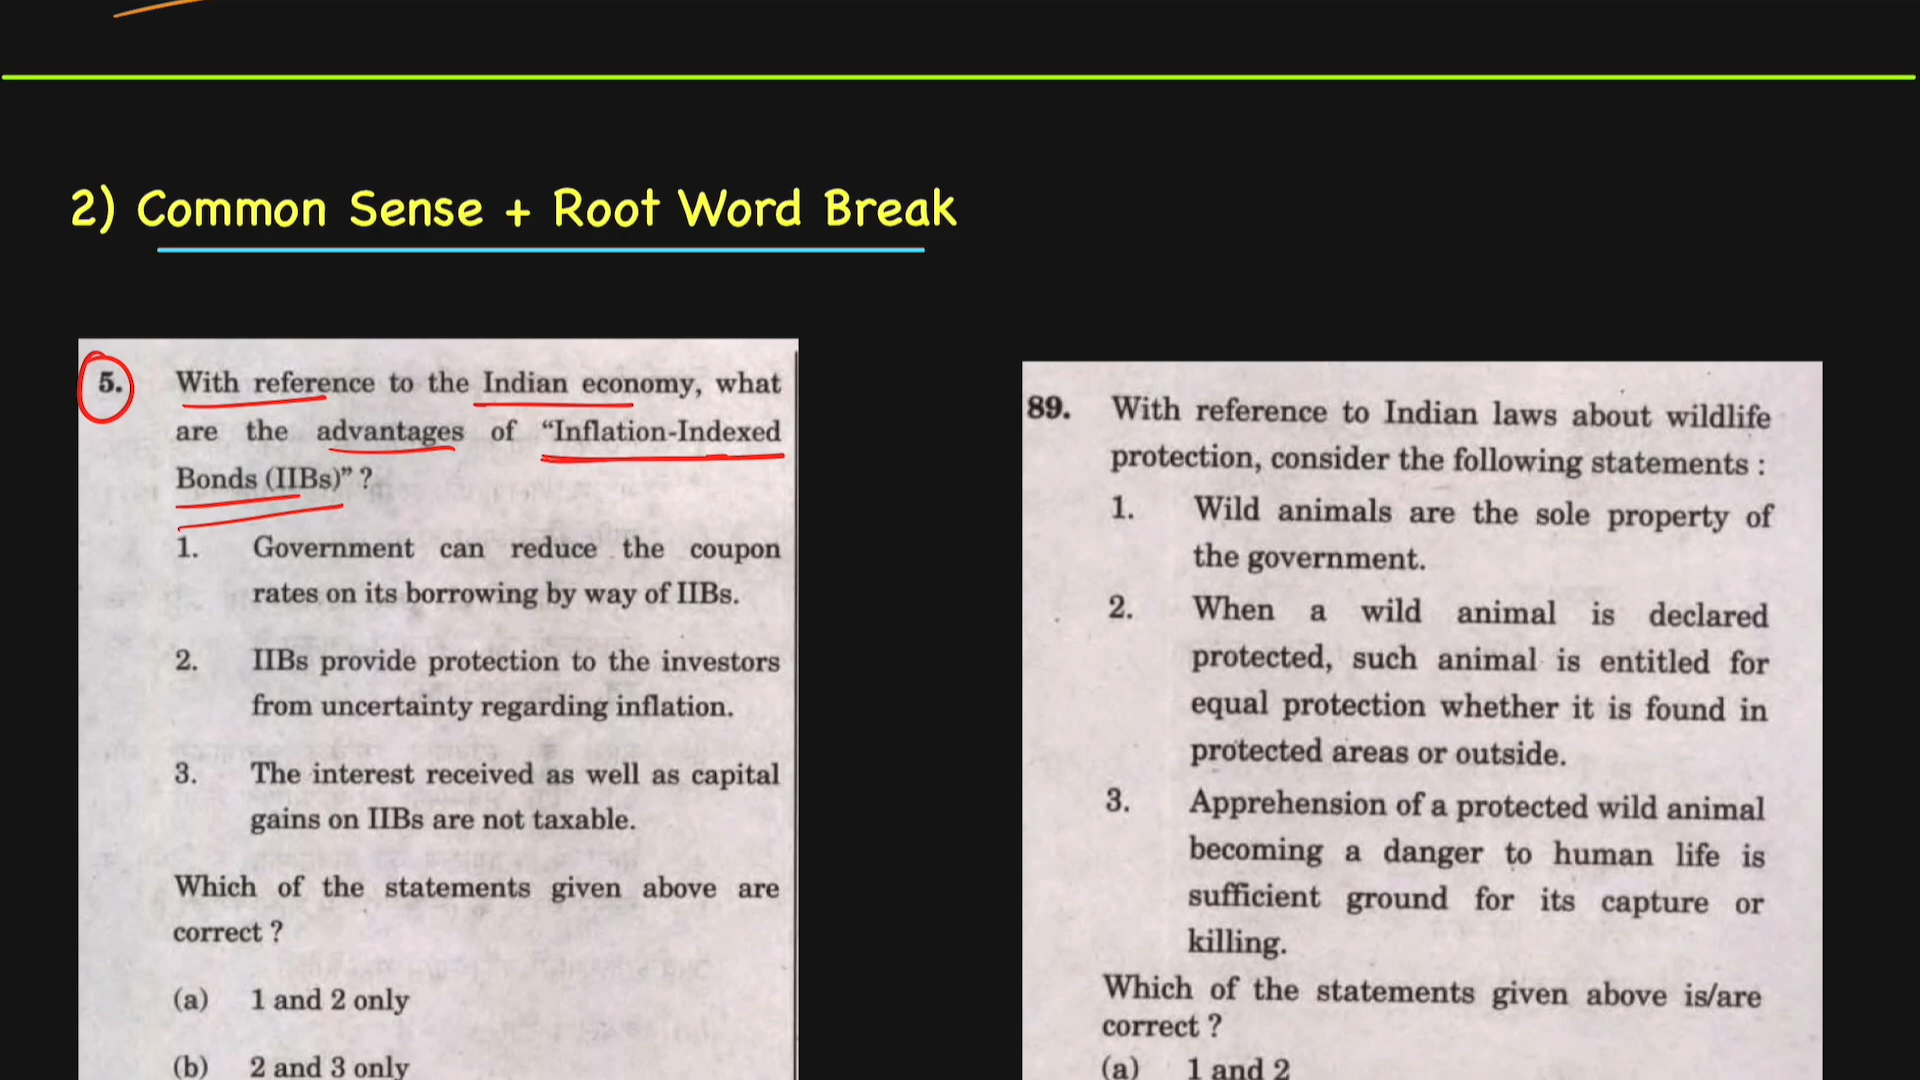 2) Common Sense + Root Word Break
5. With reference to the Indian economy, what
are the advantages of “Inflation-Indexed
Bonds (IIBs)” ?
1. Government can reduce the coupon
rates on its borrowing by way of IIBs.
2. IIBs provide protection to the investors
from uncertainty regarding inflation.
3. The interest received as well as capital
gains on IIBs are not taxable.
Which of the statements given above are
correct ?
(a) 1 and 2 only
(b) 2 and 3 only
89. With reference to Indian laws about wildlife
protection, consider the following statements :
1. Wild animals are the sole property of
the government.
2. When a wild animal is declared
protected, such animal is entitled for
equal protection whether it is found in
protected areas or outside.
3. Apprehension of a protected wild animal
becoming a danger to human life is
sufficient ground for its capture or
killing.
Which of the statements given above is/are
correct ?
(a) 1 and 2